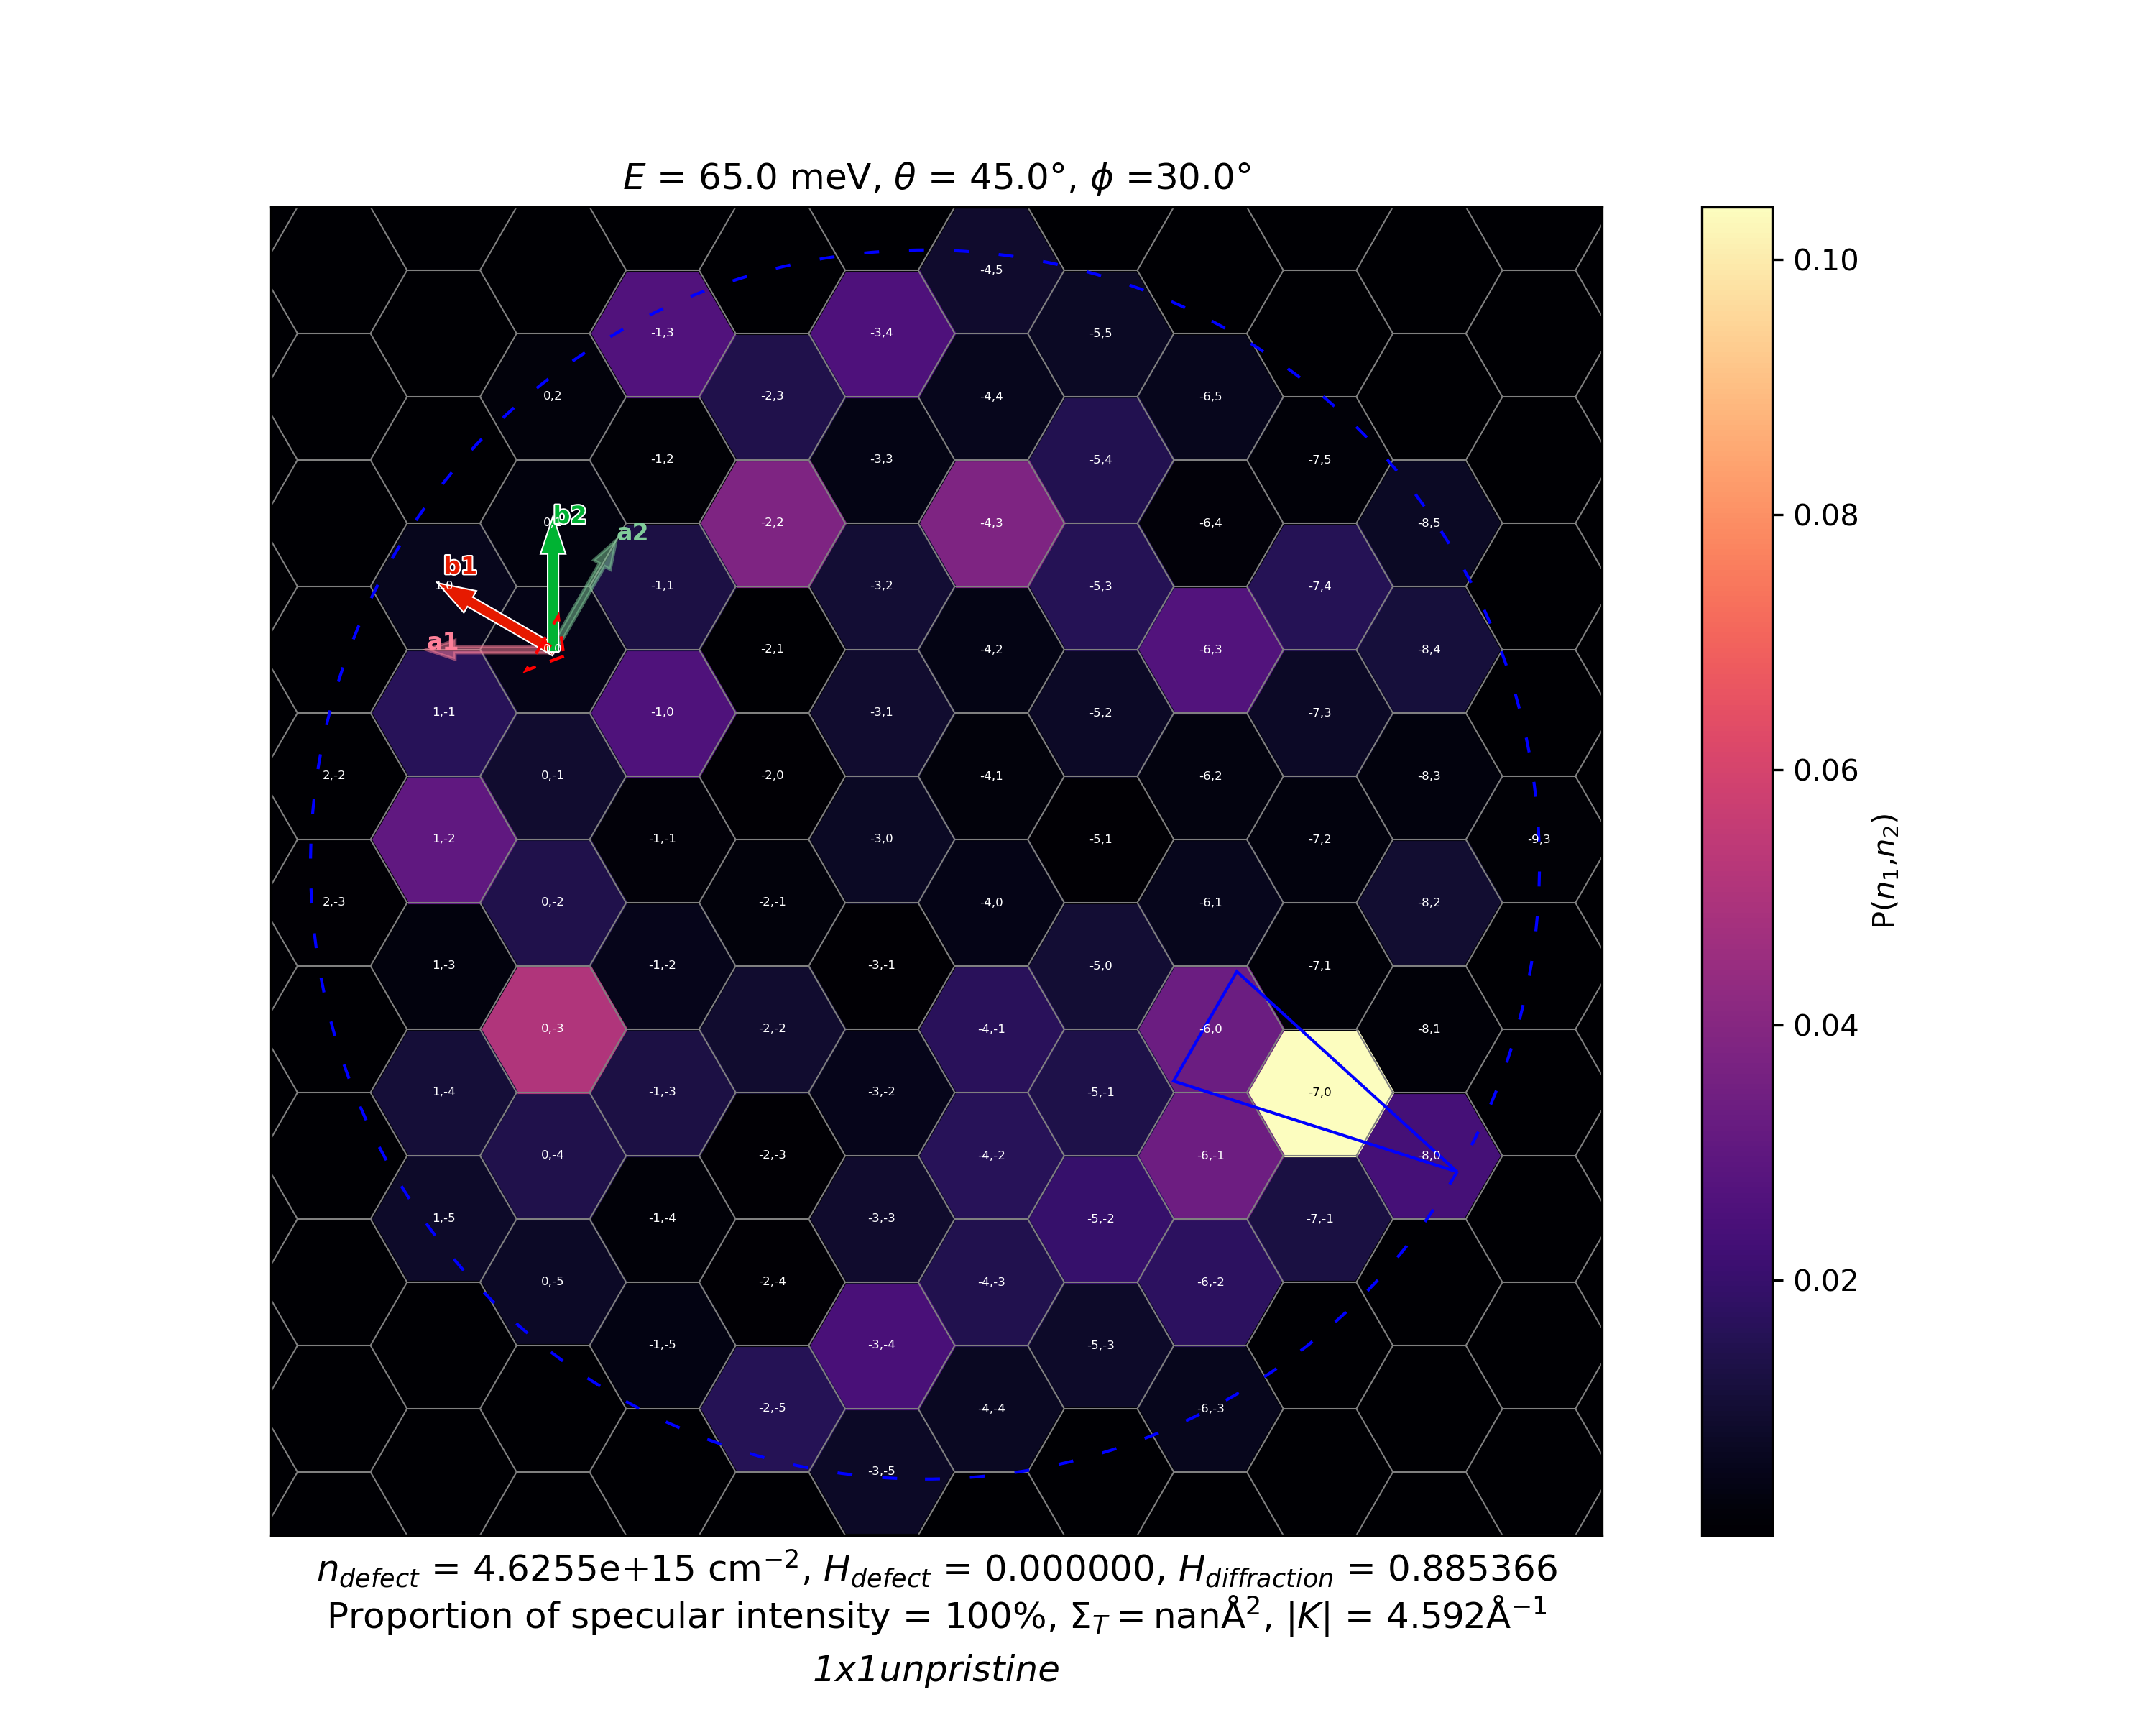 E = 65.0 meV, θ = 45.0°, ϕ =30.0°
-4,5
-1,3 -3,4 -5,5
0,2 -2,3 -4,4 -6,5
-1,2 -3,3 -5,4 -7,5
b2 -2,2 -4,3 -6,4 -8,5
a2
b1
-1,1 -3,2 -5,3 -7,4
a1
-2,1 -4,2 -6,3 -8,4
1,-1 -1,0 -3,1 -5,2 -7,3
2,-2 0,-1 -2,0 -4,1 -6,2 -8,3
1,-2 -1,-1 -3,0 -5,1 -7,2 -9,3
2,-3 0,-2 -2,-1 -4,0 -6,1 -8,2
1,-3 -1,-2 -3,-1 -5,0 -7,1
0,-3 -2,-2 -4,-1 -6,0 -8,1
1,-4 -1,-3 -3,-2 -5,-1 -7,0
0,-4 -2,-3 -4,-2 -6,-1 -8,0
1,-5 -1,-4 -3,-3 -5,-2 -7,-1
0,-5 -2,-4 -4,-3 -6,-2
-1,-5 -3,-4 -5,-3
-2,-5 -4,-4 -6,-3
-3,-5
0.10
0.08
0.06
0.04
0.02
P(n₁,n₂)
n_defect = 4.6255e+15 cm⁻², H_defect = 0.000000, H_diffraction = 0.885366
Proportion of specular intensity = 100%, Σ_T = nanÅ², |K| = 4.592Å⁻¹
1x1unpristine